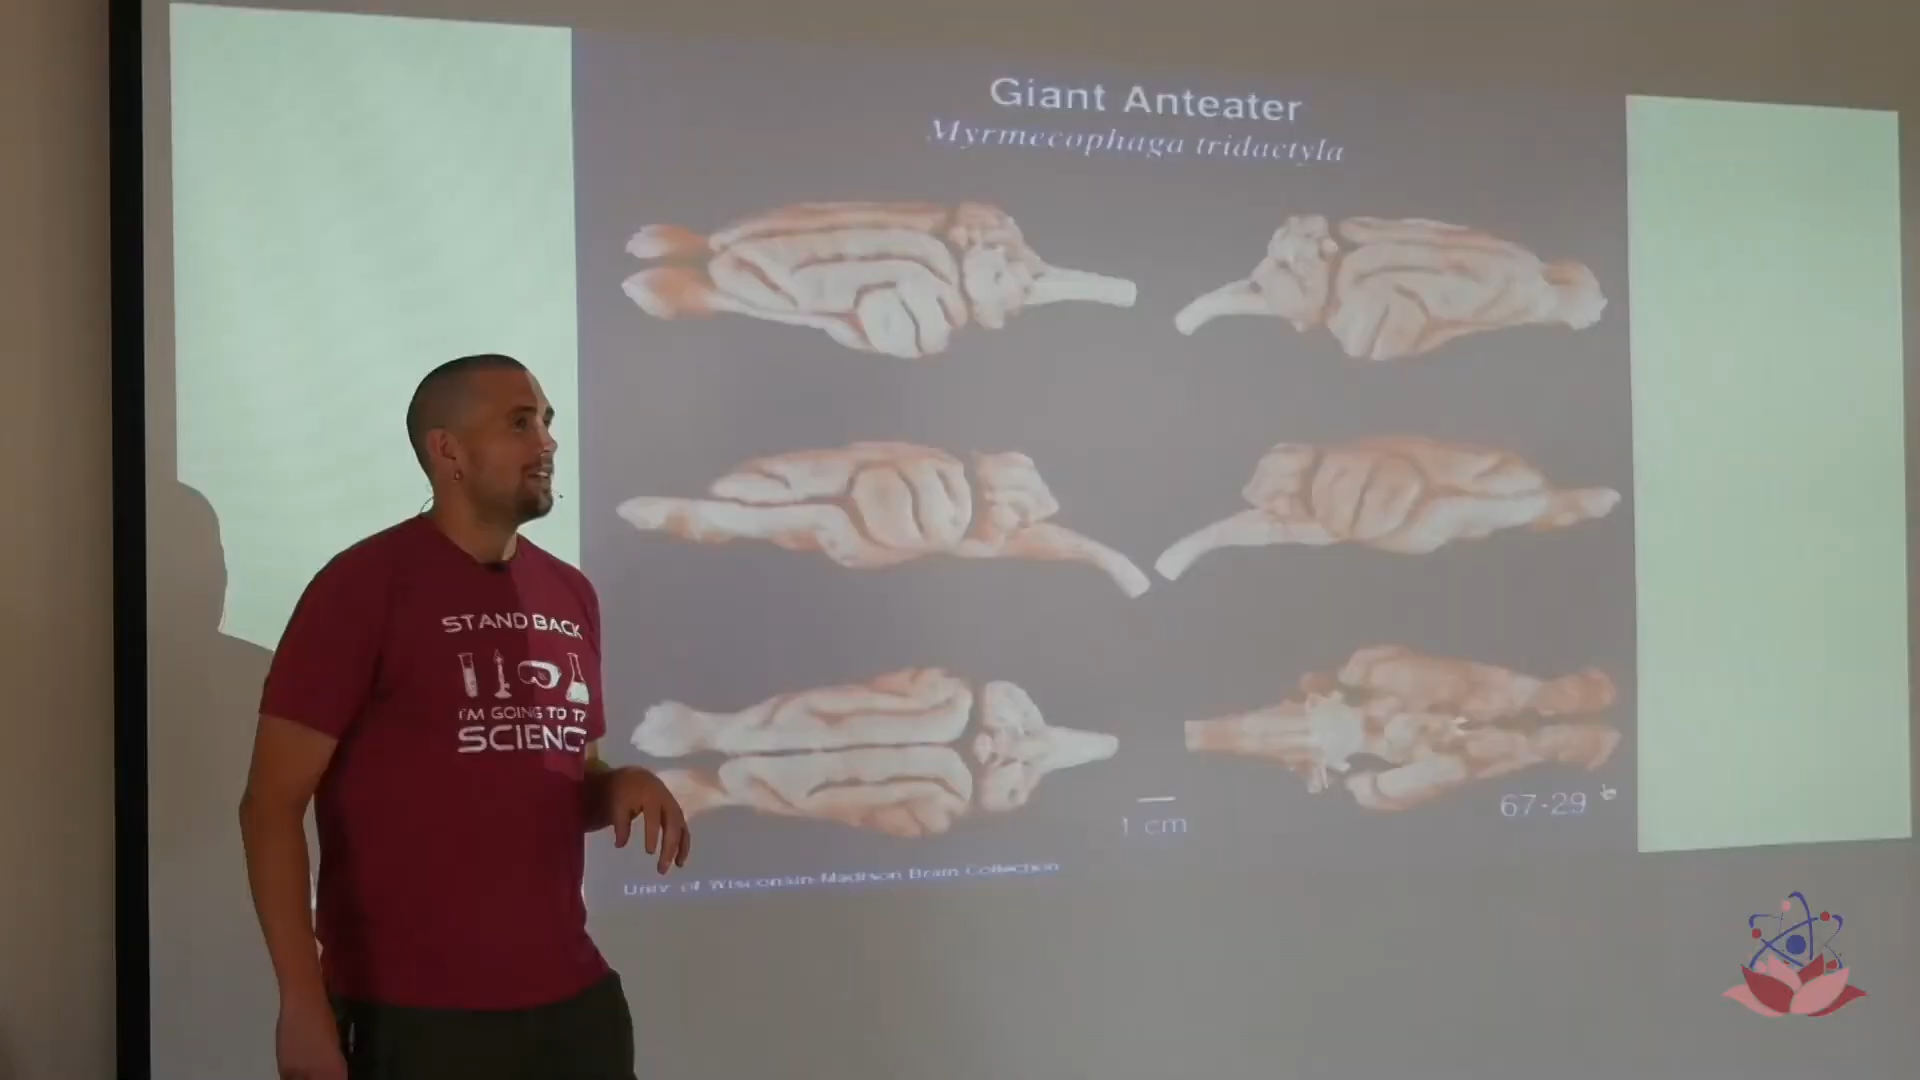 Giant Anteater
Myrmecophaga tridactyla
STAND BACK
I'M GOING TO
SCIENC
1 cm
67-29
Univ. of Wisconsin-Madison Brain Collection